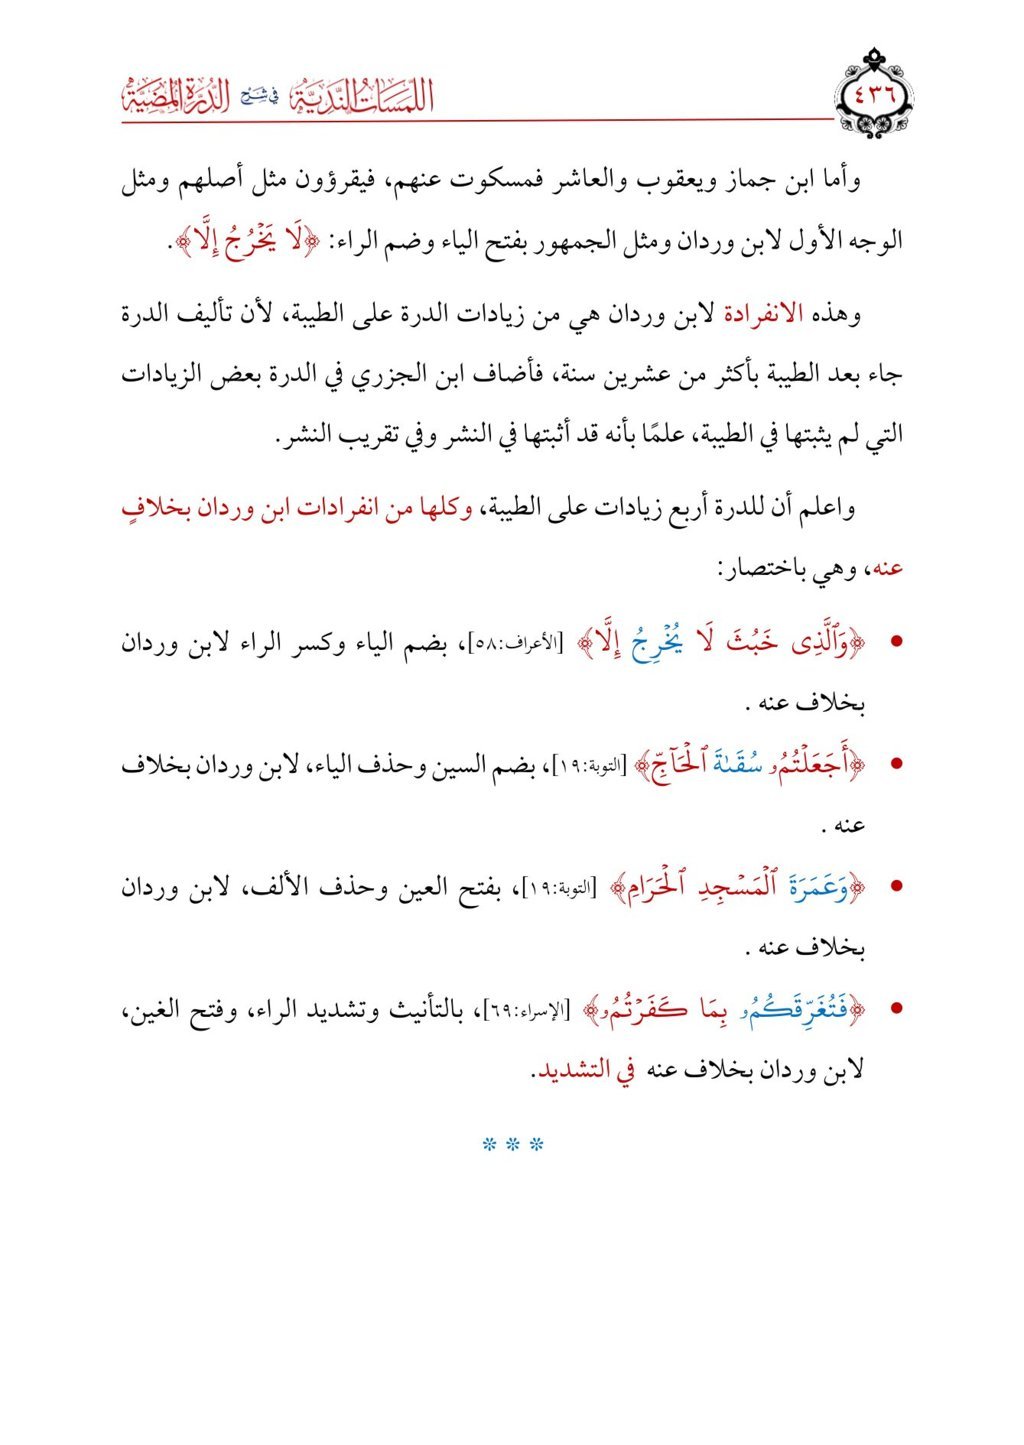 اللمسات الندية في شرح الدرة المضية
٤٣٦
وأما ابن جماز ويعقوب والعاشر فمسكوت عنهم، فيقرؤون مثل أصلهم ومثل
الوجه الأول لابن وردان ومثل الجمهور بفتح الياء وضم الراء: ﴿لَا يَخۡرُجُ إِلَّا﴾.
وهذه الانفرادة لابن وردان هي من زيادات الدرة على الطيبة، لأن تأليف الدرة
جاء بعد الطيبة بأكثر من عشرين سنة، فأضاف ابن الجزري في الدرة بعض الزيادات
التي لم يثبتها في الطيبة، علمًا بأنه قد أثبتها في النشر وفي تقريب النشر.
واعلم أن للدرة أربع زيادات على الطيبة، وكلها من انفرادات ابن وردان بخلافٍ
عنه، وهي باختصار:
• ﴿وَٱلَّذِى خَبُثَ لَا يُخۡرِجُ إِلَّا﴾ [الأعراف:٥٨]، بضم الياء وكسر الراء لابن وردان
بخلاف عنه .
• ﴿أَجَعَلۡتُمُۥ سُقَىٰةَ ٱلۡحَآجِّ﴾ [التوبة:١٩]، بضم السين وحذف الياء، لابن وردان بخلاف
عنه .
• ﴿وَعَمَرَةَ ٱلۡمَسۡجِدِ ٱلۡحَرَامِ﴾ [التوبة:١٩]، بفتح العين وحذف الألف، لابن وردان
بخلاف عنه .
• ﴿فَتُغَرِّقَكُمُۥ بِمَا كَفَرۡتُمُۥ﴾ [الإسراء:٦٩]، بالتأنيث وتشديد الراء، وفتح الغين،
لابن وردان بخلاف عنه في التشديد.
* * *